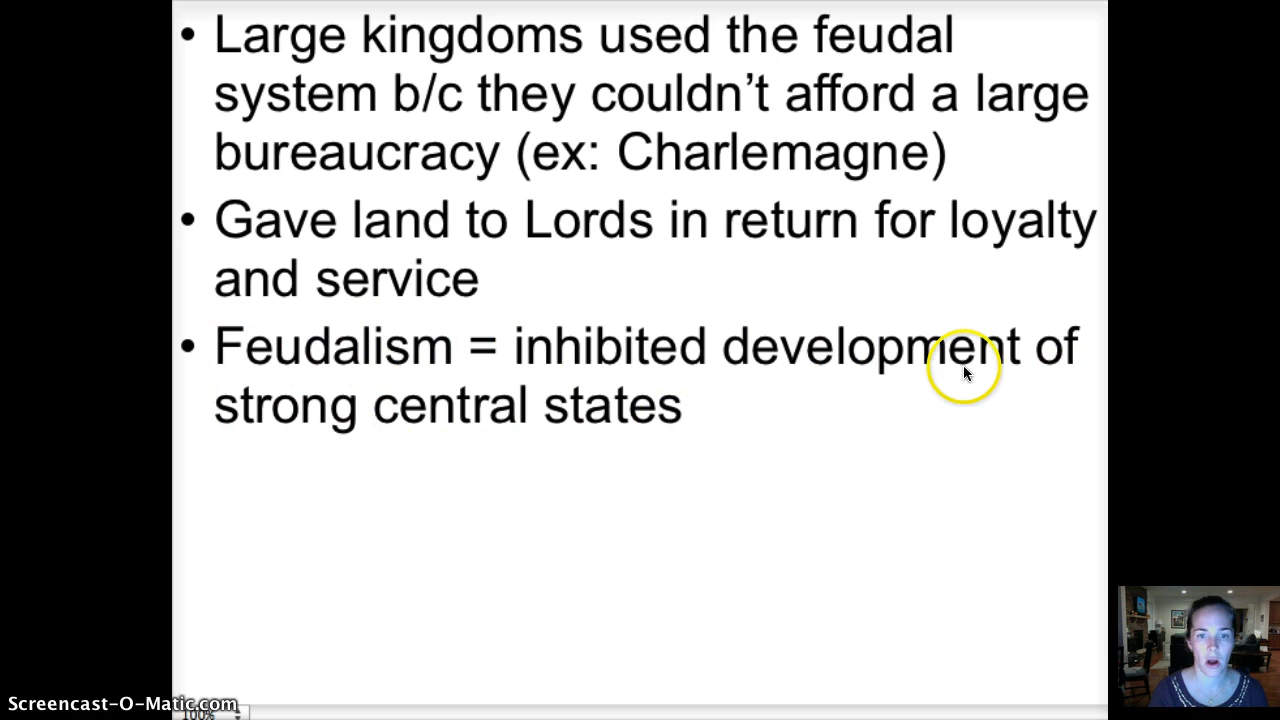 • Large kingdoms used the feudal
system b/c they couldn’t afford a large
bureaucracy (ex: Charlemagne)
• Gave land to Lords in return for loyalty
and service
• Feudalism = inhibited development of
strong central states
Screencast-O-Matic.com
100%